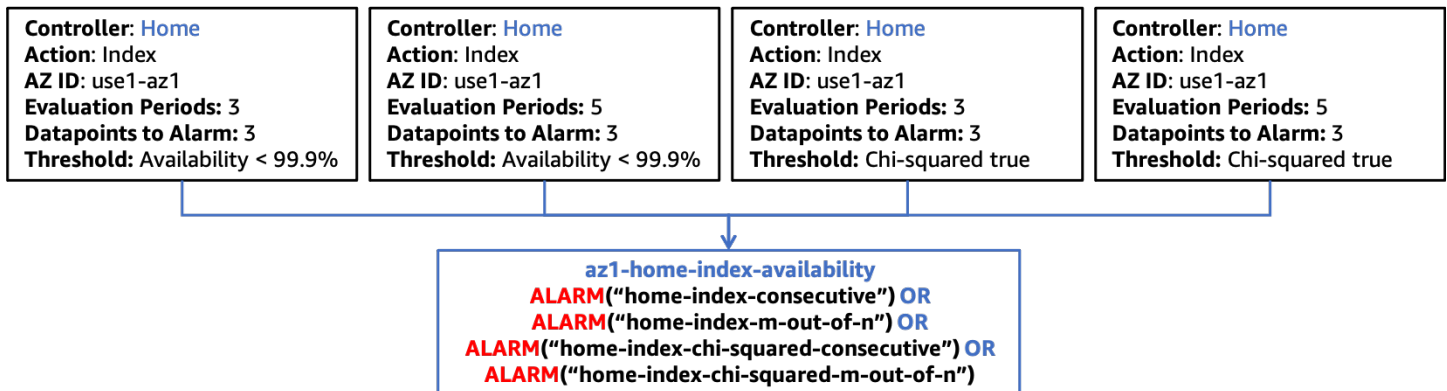 Controller: Home
Action: Index
AZ ID: use1-az1
Evaluation Periods: 3
Datapoints to Alarm: 3
Threshold: Availability < 99.9%
Controller: Home
Action: Index
AZ ID: use1-az1
Evaluation Periods: 5
Datapoints to Alarm: 3
Threshold: Availability < 99.9%
Controller: Home
Action: Index
AZ ID: use1-az1
Evaluation Periods: 3
Datapoints to Alarm: 3
Threshold: Chi-squared true
Controller: Home
Action: Index
AZ ID: use1-az1
Evaluation Periods: 5
Datapoints to Alarm: 3
Threshold: Chi-squared true
az1-home-index-availability
ALARM(“home-index-consecutive”) OR
ALARM(“home-index-m-out-of-n”) OR
ALARM(“home-index-chi-squared-consecutive”) OR
ALARM(“home-index-chi-squared-m-out-of-n”)